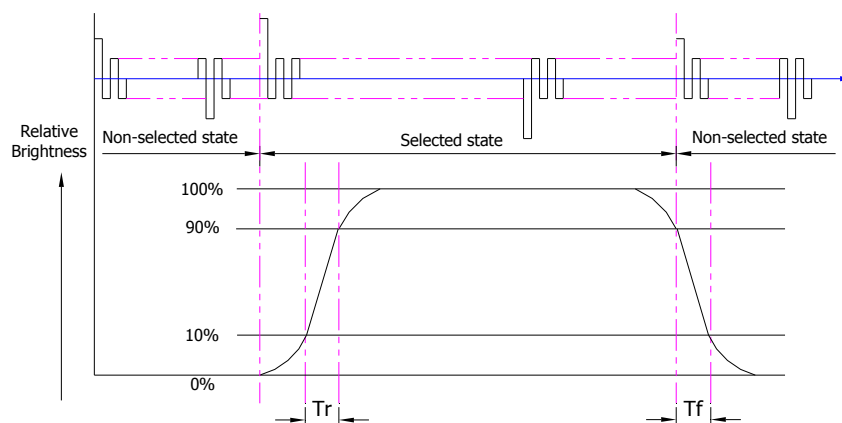 Relative
Brightness
Non-selected state
Selected state
Non-selected state
100%
90%
10%
0%
Tr
Tf